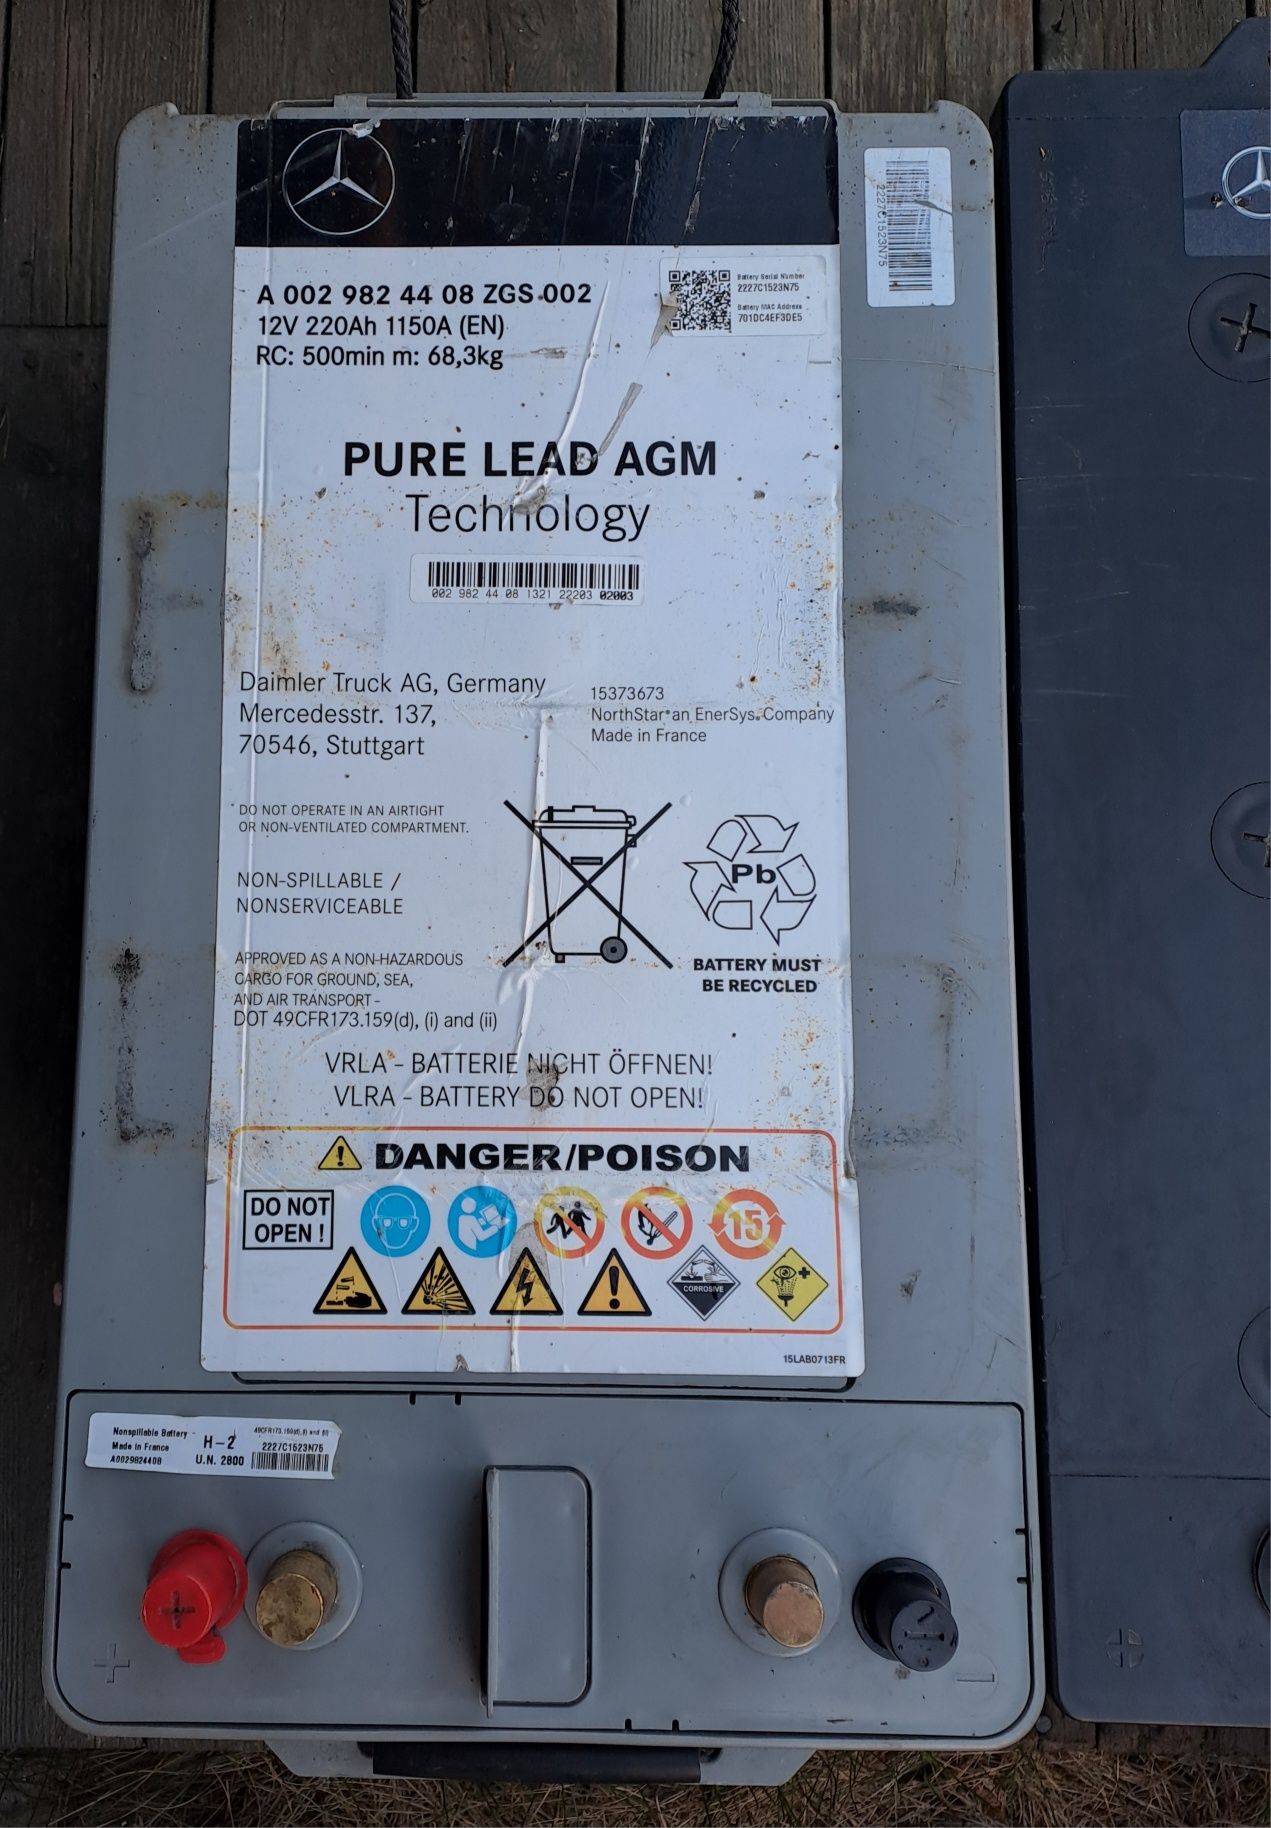 A 002 982 44 08 ZGS 002
12V 220Ah 1150A (EN)
RC: 500min m: 68,3kg
Battery Serial Number
2227C1523N75
Battery MAC Address
701DC4EF3DE5
2227C1523N75
PURE LEAD AGM
Technology
002 982 44 08 1321 22203 02003
Daimler Truck AG, Germany
Mercedesstr. 137,
70546, Stuttgart
15373673
NorthStar an EnerSys Company
Made in France
DO NOT OPERATE IN AN AIRTIGHT
OR NON-VENTILATED COMPARTMENT.
NON-SPILLABLE /
NONSERVICEABLE
APPROVED AS A NON-HAZARDOUS
CARGO FOR GROUND, SEA,
AND AIR TRANSPORT -
DOT 49CFR173.159(d), (i) and (ii)
Pb
BATTERY MUST
BE RECYCLED
VRLA - BATTERIE NICHT ÖFFNEN!
VLRA - BATTERY DO NOT OPEN!
DANGER/POISON
DO NOT
OPEN !
15
CORROSIVE
15LAB0713FR
Nonspillable Battery
Made in France
A0029824408
H-2
U.N. 2800
49CFR173.159(d), (i) and (ii)
2227C1523N75
+
+ −
−